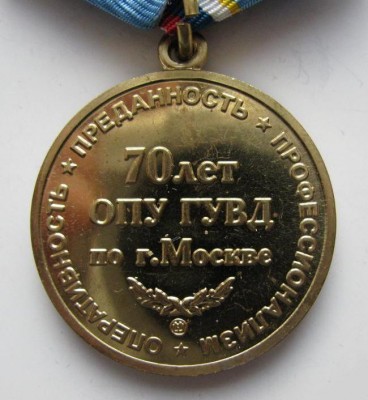 ОПЕРАТИВНОСТЬ ★ ПРЕДАННОСТЬ ★ ПРОФЕССИОНАЛИЗМ ★
70 лет
ОПУ ГУВД
по г.Москве